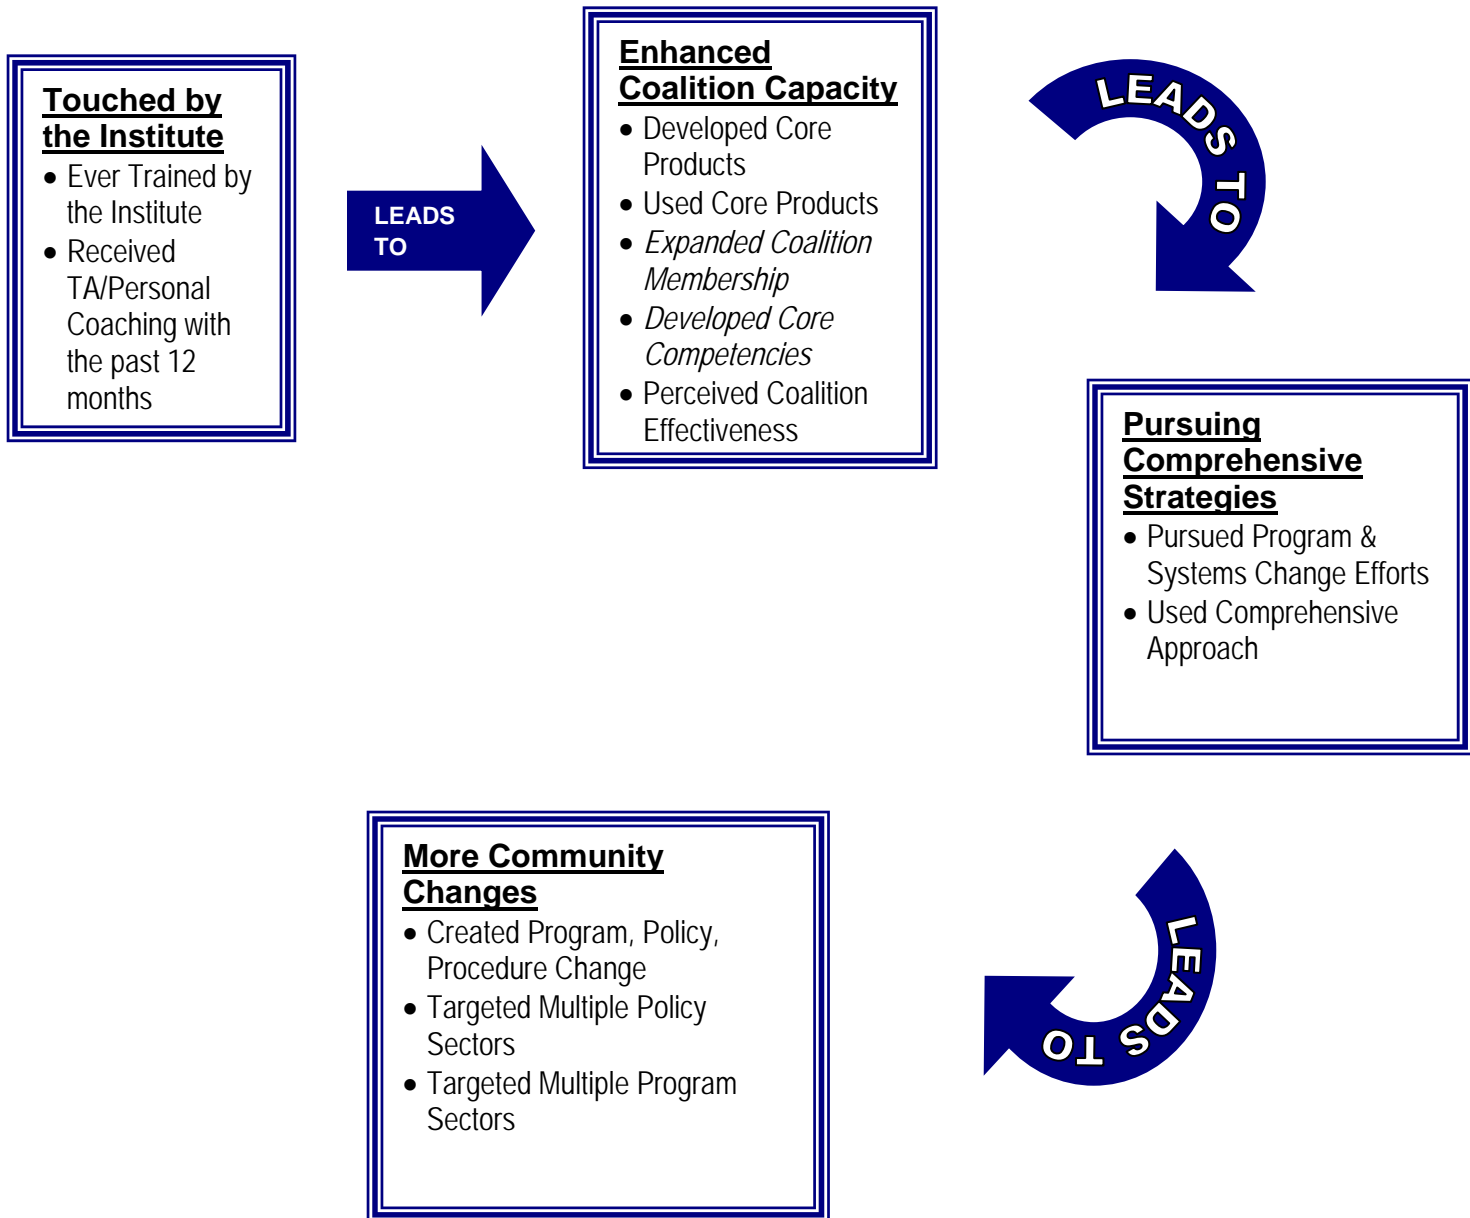 Touched by
the Institute
• Ever Trained by
the Institute
• Received
TA/Personal
Coaching with
the past 12
months
LEADS
TO
Enhanced
Coalition Capacity
• Developed Core
Products
• Used Core Products
• Expanded Coalition
Membership
• Developed Core
Competencies
• Perceived Coalition
Effectiveness
LEADS TO
Pursuing
Comprehensive
Strategies
• Pursued Program &
Systems Change Efforts
• Used Comprehensive
Approach
LEADS TO
More Community
Changes
• Created Program, Policy,
Procedure Change
• Targeted Multiple Policy
Sectors
• Targeted Multiple Program
Sectors